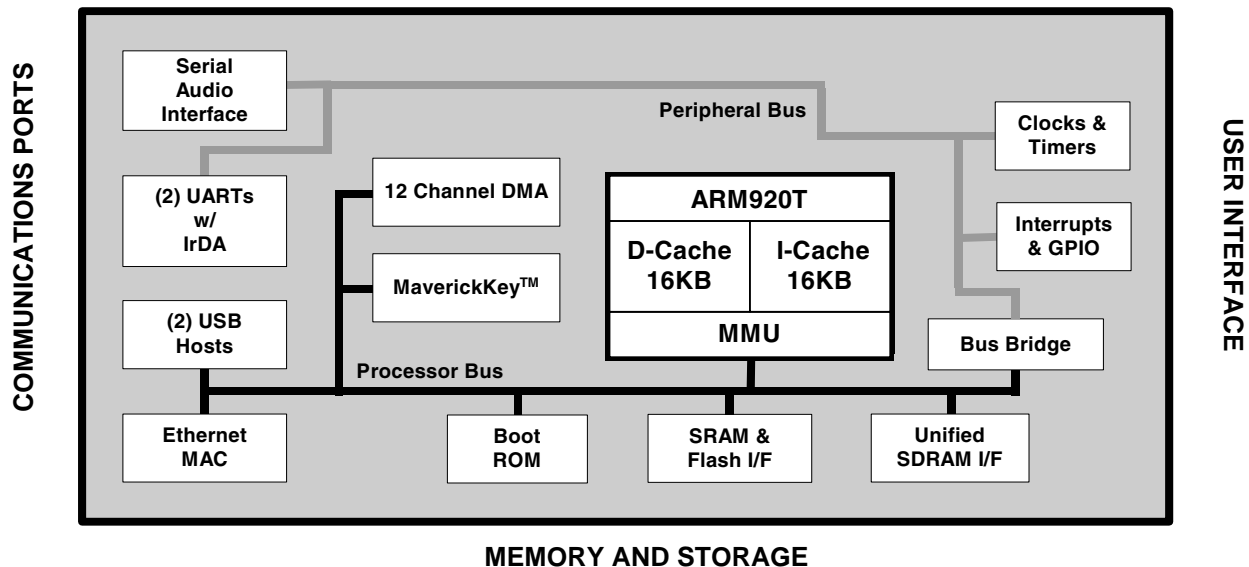 COMMUNICATIONS PORTS
Serial
Audio
Interface
Peripheral Bus
Clocks &
Timers
USER INTERFACE
(2) UARTs
w/
IrDA
12 Channel DMA
ARM920T
D-Cache
16KB
I-Cache
16KB
MMU
Interrupts
& GPIO
MaverickKey™
(2) USB
Hosts
Bus Bridge
Processor Bus
Ethernet
MAC
Boot
ROM
SRAM &
Flash I/F
Unified
SDRAM I/F
MEMORY AND STORAGE